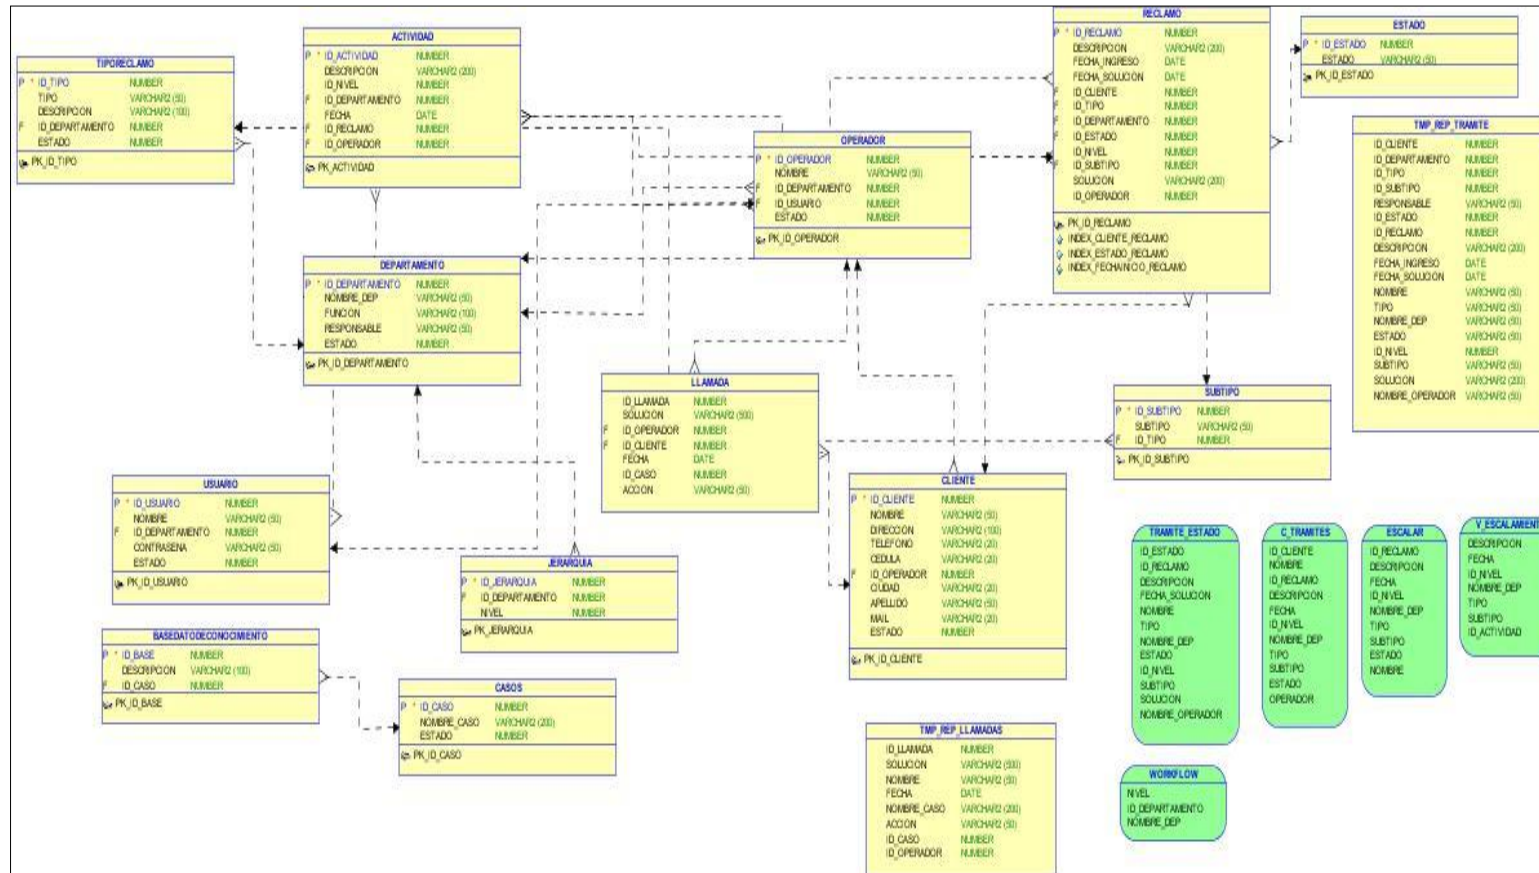 TIPORECLAMO
P * ID_TIPO NUMBER
TIPO VARCHAR2 (50)
DESCRIPCION VARCHAR2 (100)
F ID_DEPARTAMENTO NUMBER
ESTADO NUMBER
PK_ID_TIPO
ACTIVIDAD
P * ID_ACTIVIDAD NUMBER
DESCRIPCION VARCHAR2 (200)
ID_NIVEL NUMBER
F ID_DEPARTAMENTO NUMBER
FECHA DATE
F ID_RECLAMO NUMBER
F ID_OPERADOR NUMBER
PK_ACTIVIDAD
OPERADOR
P * ID_OPERADOR NUMBER
NOMBRE VARCHAR2 (50)
F ID_DEPARTAMENTO NUMBER
F ID_USUARIO NUMBER
ESTADO NUMBER
PK_ID_OPERADOR
RECLAMO
P * ID_RECLAMO NUMBER
DESCRIPCION VARCHAR2 (200)
FECHA_INGRESO DATE
FECHA_SOLUCION DATE
F ID_CLIENTE NUMBER
F ID_TIPO NUMBER
F ID_DEPARTAMENTO NUMBER
F ID_ESTADO NUMBER
ID_NIVEL NUMBER
F ID_SUBTIPO NUMBER
SOLUCION VARCHAR2 (200)
ID_OPERADOR NUMBER
PK_ID_RECLAMO
INDEX_CLIENTE_RECLAMO
INDEX_ESTADO_RECLAMO
INDEX_FECHAINICIO_RECLAMO
ESTADO
P * ID_ESTADO NUMBER
ESTADO VARCHAR2 (50)
PK_ID_ESTADO
TMP_REP_TRAMITE
ID_CLIENTE NUMBER
ID_DEPARTAMENTO NUMBER
ID_TIPO NUMBER
ID_SUBTIPO NUMBER
RESPONSABLE VARCHAR2 (50)
ID_ESTADO NUMBER
ID_RECLAMO NUMBER
DESCRIPCION VARCHAR2 (200)
FECHA_INGRESO DATE
FECHA_SOLUCION DATE
NOMBRE VARCHAR2 (50)
TIPO VARCHAR2 (50)
NOMBRE_DEP VARCHAR2 (50)
ESTADO VARCHAR2 (50)
ID_NIVEL NUMBER
SUBTIPO VARCHAR2 (50)
SOLUCION VARCHAR2 (200)
NOMBRE_OPERADOR VARCHAR2 (50)
DEPARTAMENTO
P * ID_DEPARTAMENTO NUMBER
NOMBRE_DEP VARCHAR2 (50)
FUNCION VARCHAR2 (100)
RESPONSABLE VARCHAR2 (50)
ESTADO NUMBER
PK_ID_DEPARTAMENTO
LLAMADA
ID_LLAMADA NUMBER
SOLUCION VARCHAR2 (500)
F ID_OPERADOR NUMBER
F ID_CLIENTE NUMBER
FECHA DATE
ID_CASO NUMBER
ACCION VARCHAR2 (50)
SUBTIPO
P * ID_SUBTIPO NUMBER
SUBTIPO VARCHAR2 (50)
F ID_TIPO NUMBER
PK_ID_SUBTIPO
USUARIO
P * ID_USUARIO NUMBER
NOMBRE VARCHAR2 (50)
F ID_DEPARTAMENTO NUMBER
CONTRASENA VARCHAR2 (50)
ESTADO NUMBER
PK_ID_USUARIO
CLIENTE
P * ID_CLIENTE NUMBER
NOMBRE VARCHAR2 (50)
DIRECCION VARCHAR2 (100)
TELEFONO VARCHAR2 (20)
CEDULA VARCHAR2 (20)
F ID_OPERADOR NUMBER
CIUDAD VARCHAR2 (20)
APELLIDO VARCHAR2 (50)
MAIL VARCHAR2 (20)
ESTADO NUMBER
PK_ID_CLIENTE
JERARQUIA
P * ID_JERARQUIA NUMBER
F ID_DEPARTAMENTO NUMBER
NIVEL NUMBER
PK_JERARQUIA
BASEDATODECONOCIMIENTO
P * ID_BASE NUMBER
DESCRIPCION VARCHAR2 (100)
F ID_CASO NUMBER
PK_ID_BASE
CASOS
P * ID_CASO NUMBER
NOMBRE_CASO VARCHAR2 (200)
ESTADO NUMBER
PK_ID_CASO
TRAMITE_ESTADO
ID_ESTADO
ID_RECLAMO
DESCRIPCION
FECHA_SOLUCION
NOMBRE
TIPO
NOMBRE_DEP
ESTADO
ID_NIVEL
SUBTIPO
SOLUCION
NOMBRE_OPERADOR
C_TRAMITES
ID_CLIENTE
NOMBRE
ID_RECLAMO
DESCRIPCION
FECHA
ID_NIVEL
NOMBRE_DEP
TIPO
SUBTIPO
ESTADO
OPERADOR
ESCALAR
ID_RECLAMO
DESCRIPCION
FECHA
ID_NIVEL
NOMBRE_DEP
TIPO
SUBTIPO
ESTADO
NOMBRE
V_ESCALAMIENT
DESCRIPCION
FECHA
ID_NIVEL
NOMBRE_DEP
TIPO
SUBTIPO
ID_ACTIVIDAD
TMP_REP_LLAMADAS
ID_LLAMADA NUMBER
SOLUCION VARCHAR2 (500)
NOMBRE VARCHAR2 (50)
FECHA DATE
NOMBRE_CASO VARCHAR2 (200)
ACCION VARCHAR2 (50)
ID_CASO NUMBER
ID_OPERADOR NUMBER
WORKFLOW
NIVEL
ID_DEPARTAMENTO
NOMBRE_DEP